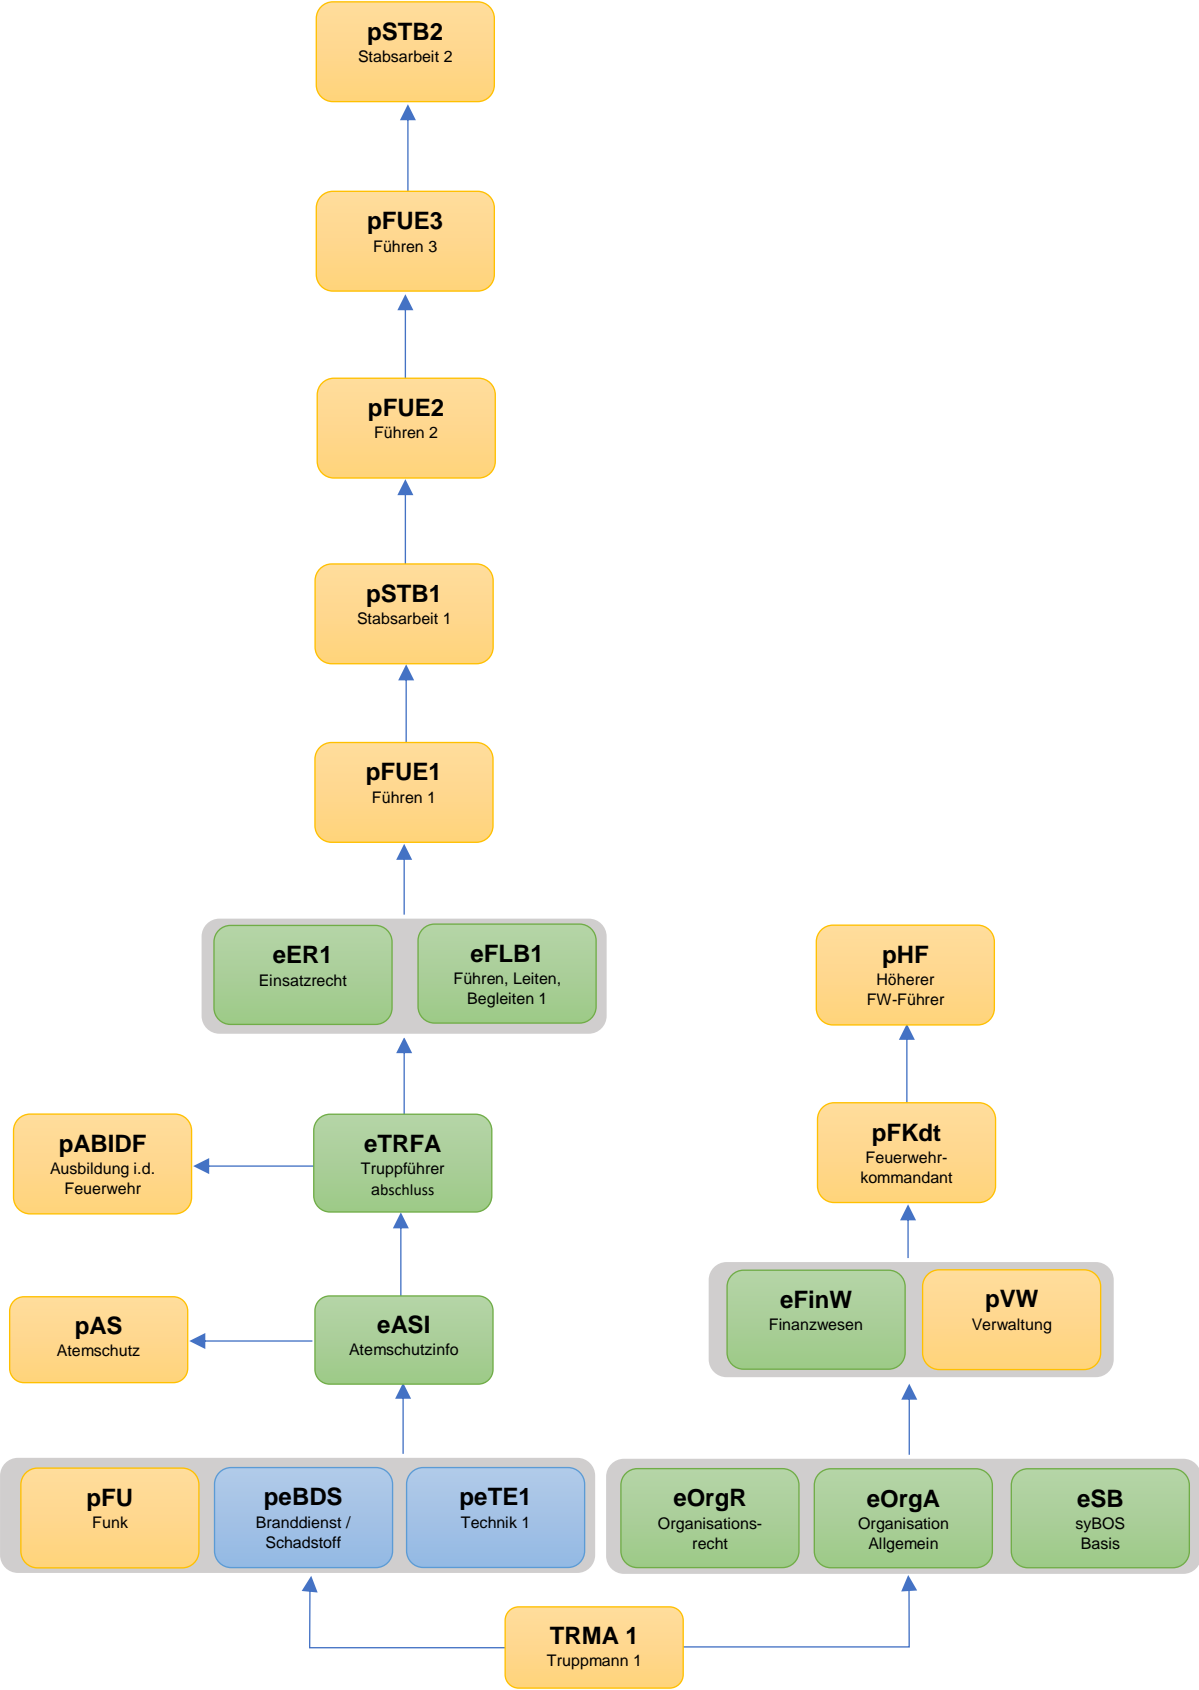 pSTB2
Stabsarbeit 2
pFUE3
Führen 3
pFUE2
Führen 2
pSTB1
Stabsarbeit 1
pFUE1
Führen 1
eER1
Einsatzrecht
eFLB1
Führen, Leiten,
Begleiten 1
pHF
Höherer
FW-Führer
pABIDF
Ausbildung i.d.
Feuerwehr
eTRFA
Truppführer
abschluss
pFKdt
Feuerwehr-
kommandant
pAS
Atemschutz
eASI
Atemschutzinfo
eFinW
Finanzwesen
pVW
Verwaltung
pFU
Funk
peBDS
Branddienst /
Schadstoff
peTE1
Technik 1
eOrgR
Organisations-
recht
eOrgA
Organisation
Allgemein
eSB
syBOS
Basis
TRMA 1
Truppmann 1